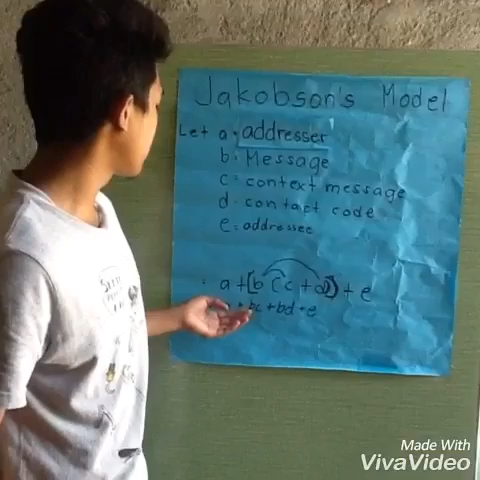 Jakobson's Model
Let a = addresser
b = Message
c = context message
d = contact code
e = addressee
= a + [b (c + d)] + e
+ bc + bd + e
Made With
VivaVideo